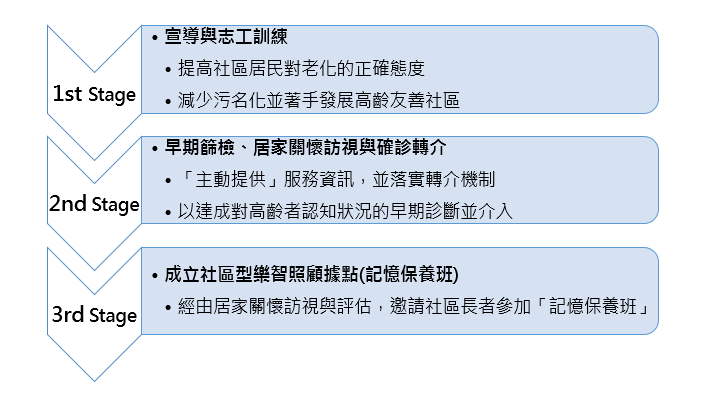 1st Stage
• 宣導與志工訓練
• 提高社區居民對老化的正確態度
• 減少污名化並著手發展高齡友善社區
2nd Stage
• 早期篩檢、居家關懷訪視與確診轉介
• 「主動提供」服務資訊，並落實轉介機制
• 以達成對高齡者認知狀況的早期診斷並介入
3rd Stage
• 成立社區型樂智照顧據點(記憶保養班)
• 經由居家關懷訪視與評估，邀請社區長者參加「記憶保養班」